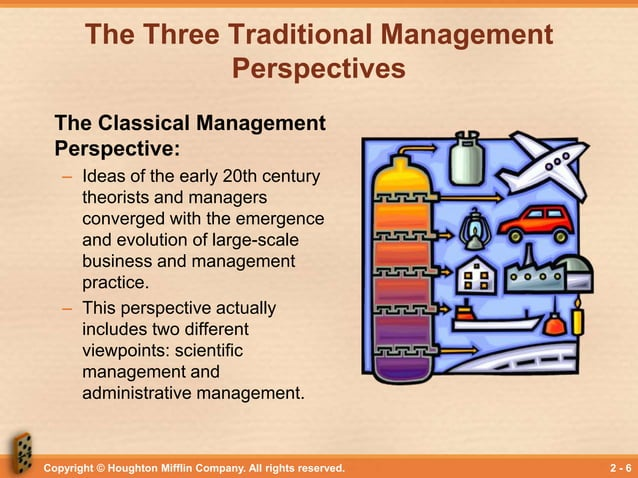 The Three Traditional Management
Perspectives
The Classical Management
Perspective:
– Ideas of the early 20th century
theorists and managers
converged with the emergence
and evolution of large-scale
business and management
practice.
– This perspective actually
includes two different
viewpoints: scientific
management and
administrative management.
Copyright © Houghton Mifflin Company. All rights reserved.
2 - 6